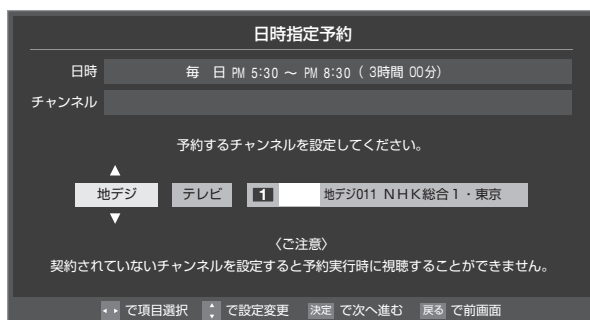 日時指定予約
日時 毎 日 PM 5:30 ～ PM 8:30 ( 3時間 00分)
チャンネル
予約するチャンネルを設定してください。
▲
地デジ テレビ 1 地デジ011 ＮＨＫ総合１・東京
▼
〈ご注意〉
契約されていないチャンネルを設定すると予約実行時に視聴することができません。
で項目選択 で設定変更 決定 で次へ進む 戻る で前画面